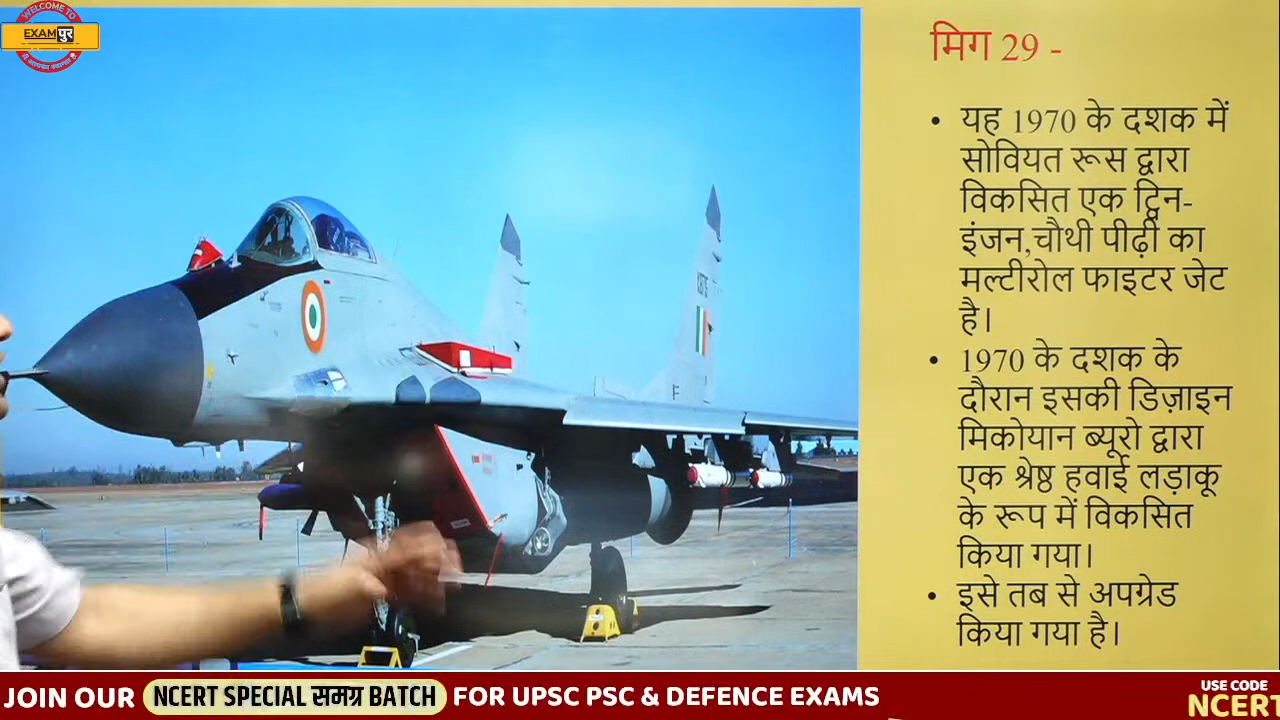 WELCOME TO
EXAMपुर
मिग 29 -
• यह 1970 के दशक में
सोवियत रूस द्वारा
विकसित एक ट्विन-
इंजन,चौथी पीढ़ी का
मल्टीरोल फाइटर जेट
है।
• 1970 के दशक के
दौरान इसकी डिज़ाइन
मिकोयान ब्यूरो द्वारा
एक श्रेष्ठ हवाई लड़ाकू
के रूप में विकसित
किया गया।
• इसे तब से अपग्रेड
किया गया है।
JOIN OUR NCERT SPECIAL समग्र BATCH FOR UPSC PSC & DEFENCE EXAMS
USE CODE
NCERT